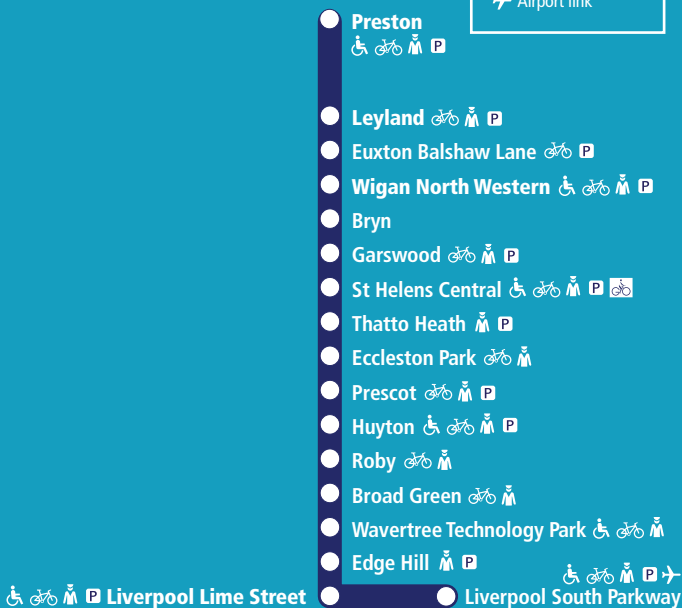 Airport link
Preston
P
Leyland P
Euxton Balshaw Lane P
Wigan North Western P
Bryn
Garswood P
St Helens Central P
Thatto Heath P
Eccleston Park
Prescot P
Huyton P
Roby
Broad Green
Wavertree Technology Park
Edge Hill P
P
P Liverpool Lime Street
Liverpool South Parkway